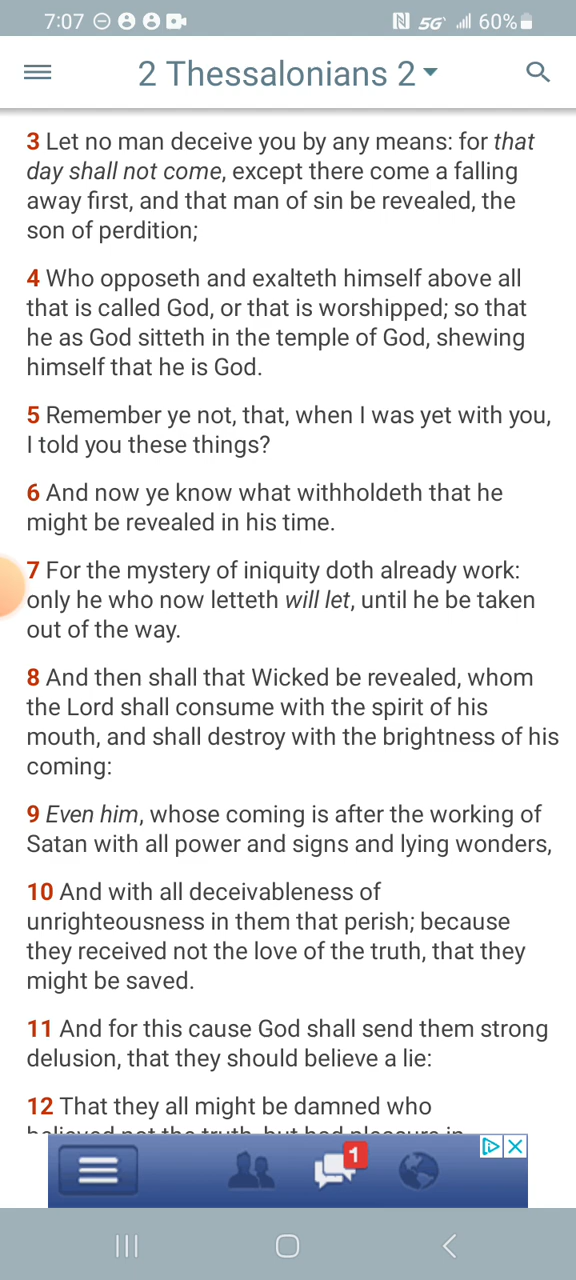 7:07
5G 60%
2 Thessalonians 2
3 Let no man deceive you by any means: for that
day shall not come, except there come a falling
away first, and that man of sin be revealed, the
son of perdition;
4 Who opposeth and exalteth himself above all
that is called God, or that is worshipped; so that
he as God sitteth in the temple of God, shewing
himself that he is God.
5 Remember ye not, that, when I was yet with you,
I told you these things?
6 And now ye know what withholdeth that he
might be revealed in his time.
7 For the mystery of iniquity doth already work:
only he who now letteth will let, until he be taken
out of the way.
8 And then shall that Wicked be revealed, whom
the Lord shall consume with the spirit of his
mouth, and shall destroy with the brightness of his
coming:
9 Even him, whose coming is after the working of
Satan with all power and signs and lying wonders,
10 And with all deceivableness of
unrighteousness in them that perish; because
they received not the love of the truth, that they
might be saved.
11 And for this cause God shall send them strong
delusion, that they should believe a lie:
12 That they all might be damned who
1